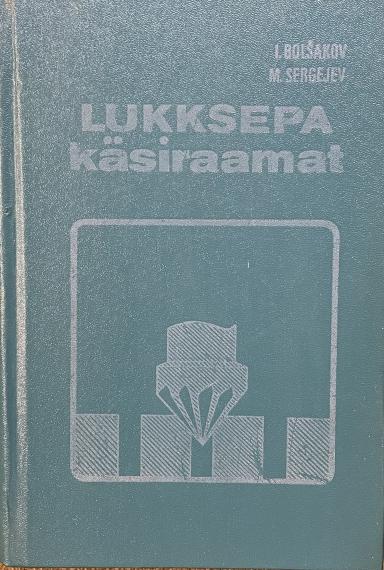 I. BOLŠAKOV
M. SERGEJEV
LUKKSEPA
käsiraamat